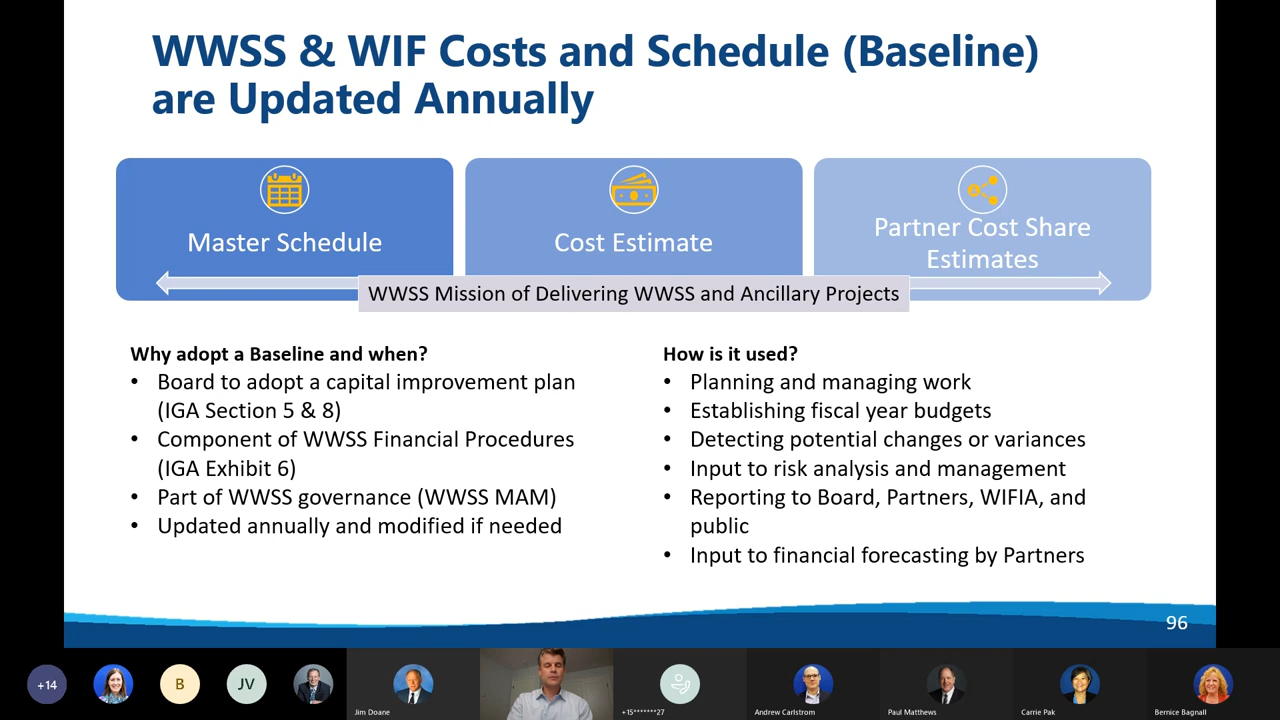 WWSS & WIF Costs and Schedule (Baseline)
are Updated Annually
Master Schedule
Cost Estimate
Partner Cost Share
Estimates
WWSS Mission of Delivering WWSS and Ancillary Projects
Why adopt a Baseline and when?
• Board to adopt a capital improvement plan
(IGA Section 5 & 8)
• Component of WWSS Financial Procedures
(IGA Exhibit 6)
• Part of WWSS governance (WWSS MAM)
• Updated annually and modified if needed
How is it used?
• Planning and managing work
• Establishing fiscal year budgets
• Detecting potential changes or variances
• Input to risk analysis and management
• Reporting to Board, Partners, WIFIA, and
public
• Input to financial forecasting by Partners
96
+14
B
JV
Jim Doane
+15*******27
Andrew Carlstrom
Paul Matthews
Carrie Pak
Bernice Bagnall